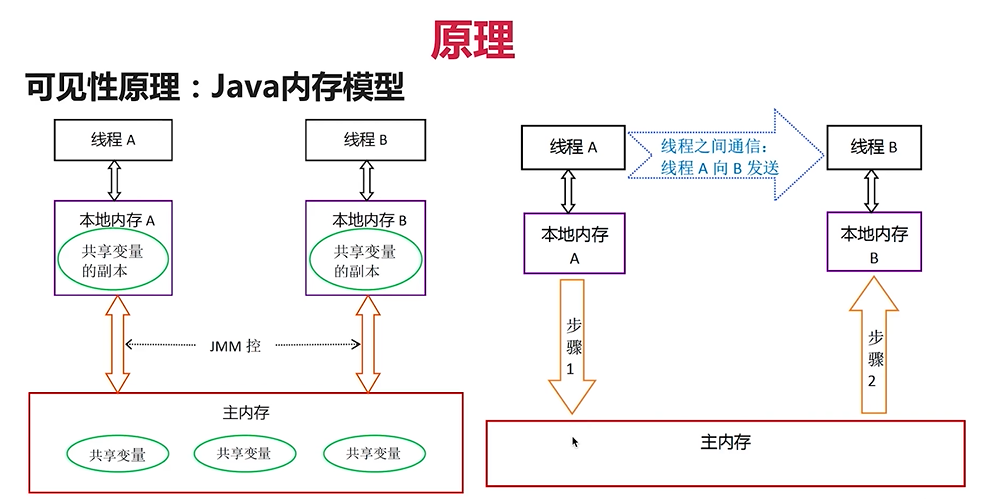 原理
可见性原理：Java内存模型
线程 A
线程 B
本地内存 A
共享变量
的副本
本地内存 B
共享变量
的副本
JMM 控
主内存
共享变量
共享变量
共享变量
线程 A
线程之间通信：
线程 A 向 B 发送
线程 B
本地内存
A
本地内存
B
步
骤
1
步
骤
2
主内存